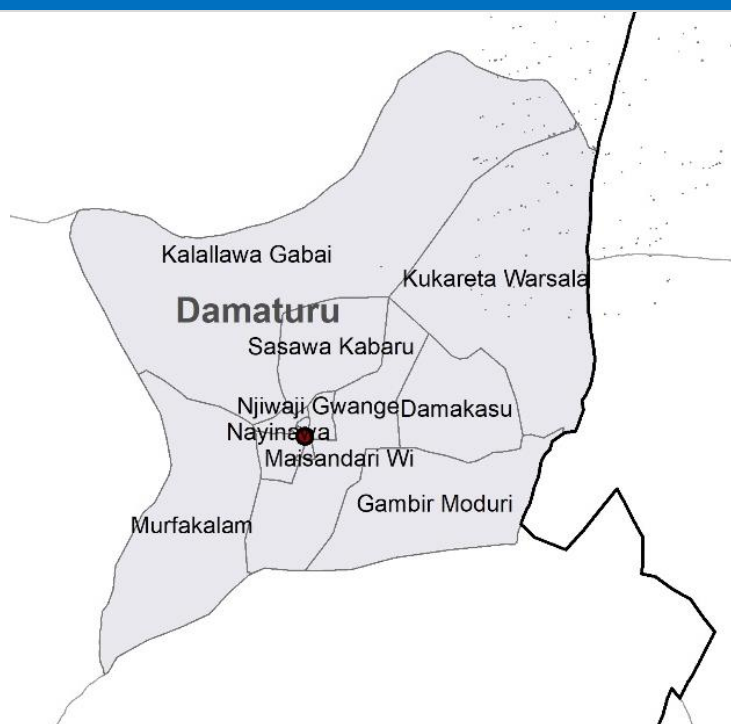 Kalallawa Gabai
Kukareta Warsala
Damaturu
Sasawa Kabaru
Njiwaji Gwange
Damakasu
Nayinawa
Maisandari Wi
Gambir Moduri
Murfakalam